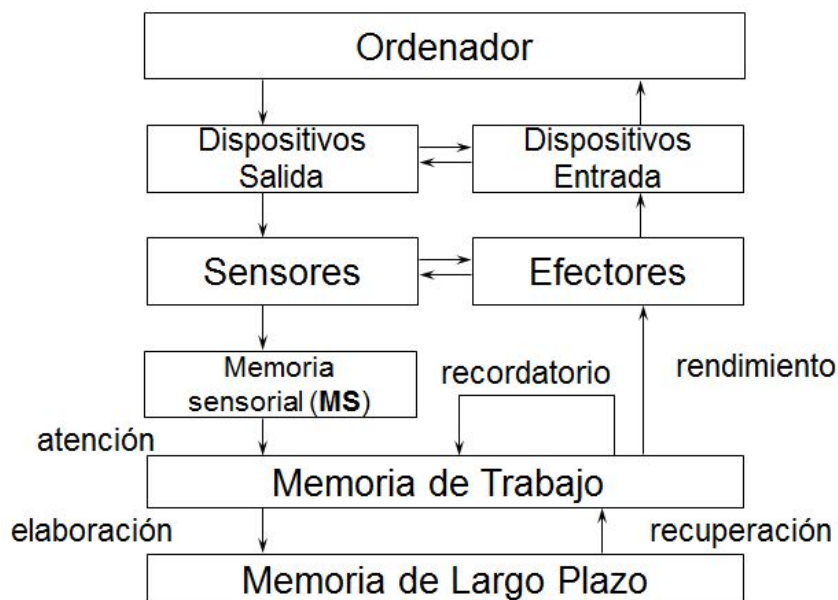 Ordenador
Dispositivos
Salida
Dispositivos
Entrada
Sensores
Efectores
Memoria
sensorial (MS)
recordatorio
rendimiento
atención
Memoria de Trabajo
elaboración
recuperación
Memoria de Largo Plazo